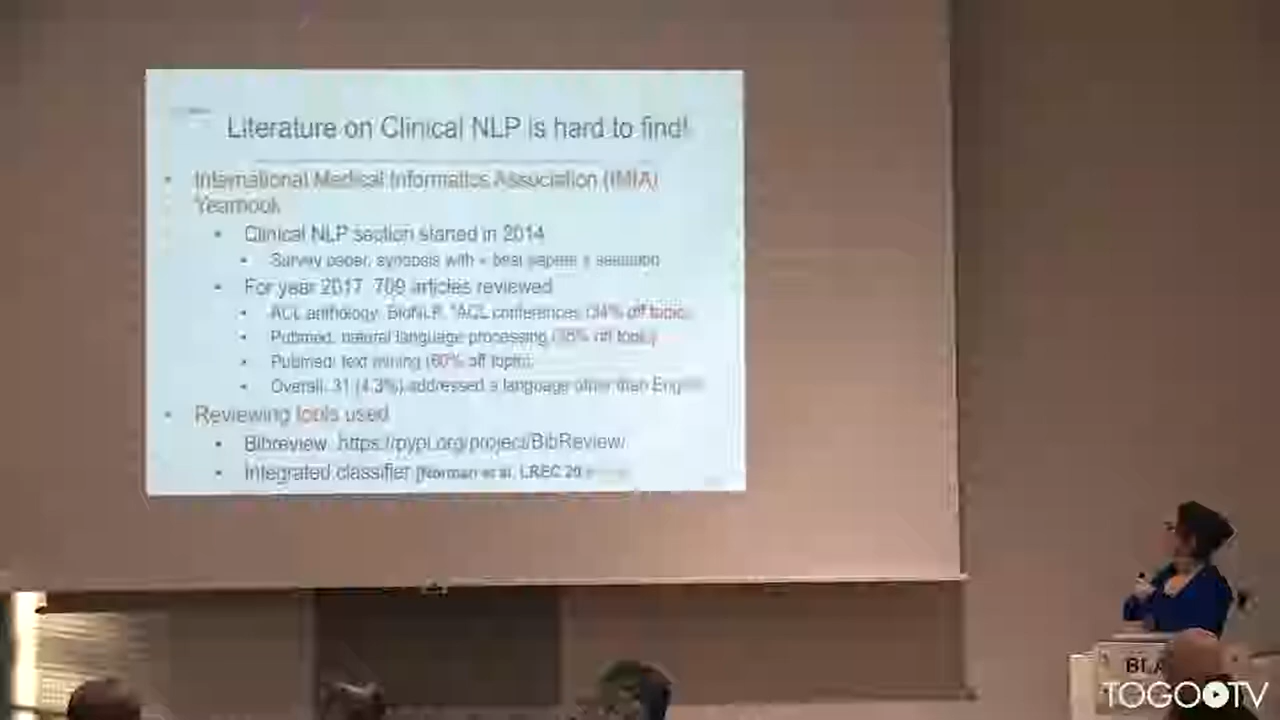 Literature on Clinical NLP is hard to find!
International Medical Informatics Association (IMIA)
Yearbook
Clinical NLP section started in 2014
Survey paper, synopsis with best papers selection
For year 2017 709 articles reviewed
ACL anthology, BioNLP, *ACL conferences (34% off topic)
Pubmed: natural language processing off topic)
Pubmed: text mining (60% off topic)
Overall, 31 (4.3%) addressed a language other than English
Reviewing tools used
Bibreview https://pypi.org/project/BibReview/
Integrated classifier [Norman et al. LREC 20
BLA
TOGOTV